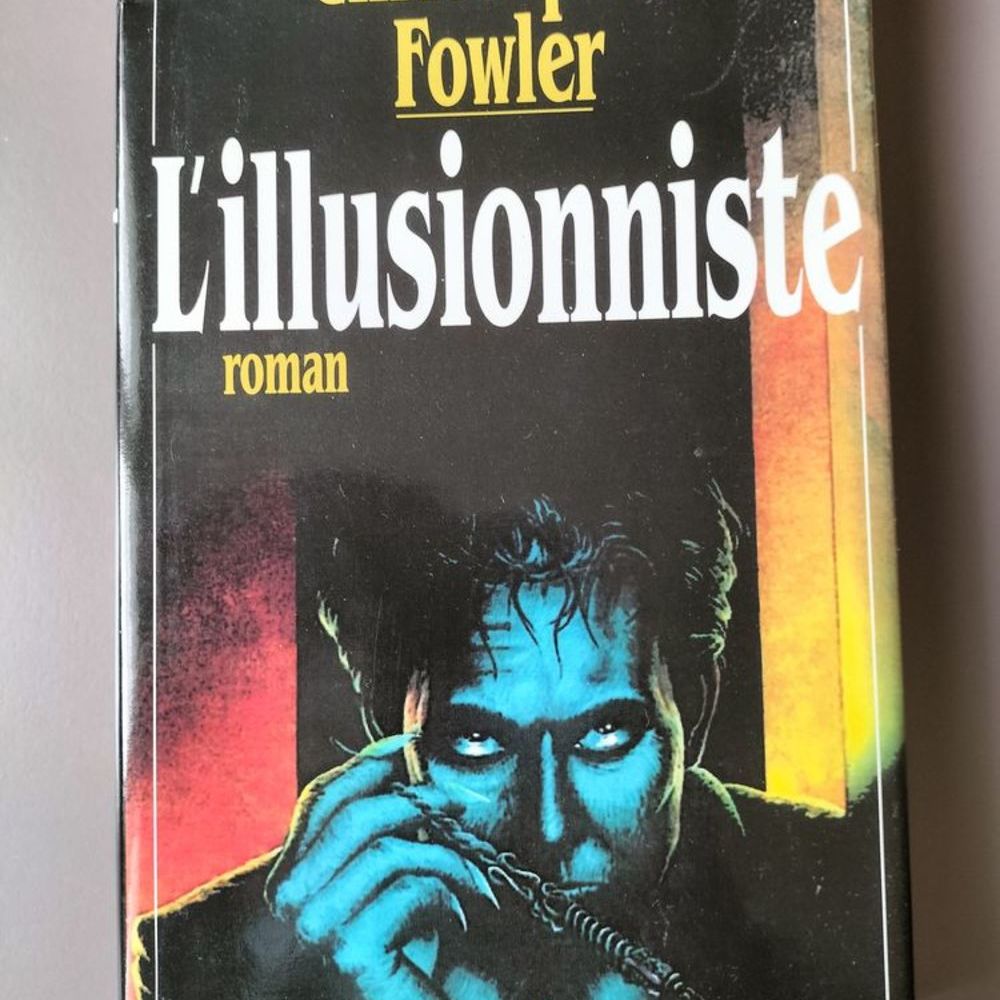 Fowler
L'illusionniste
roman